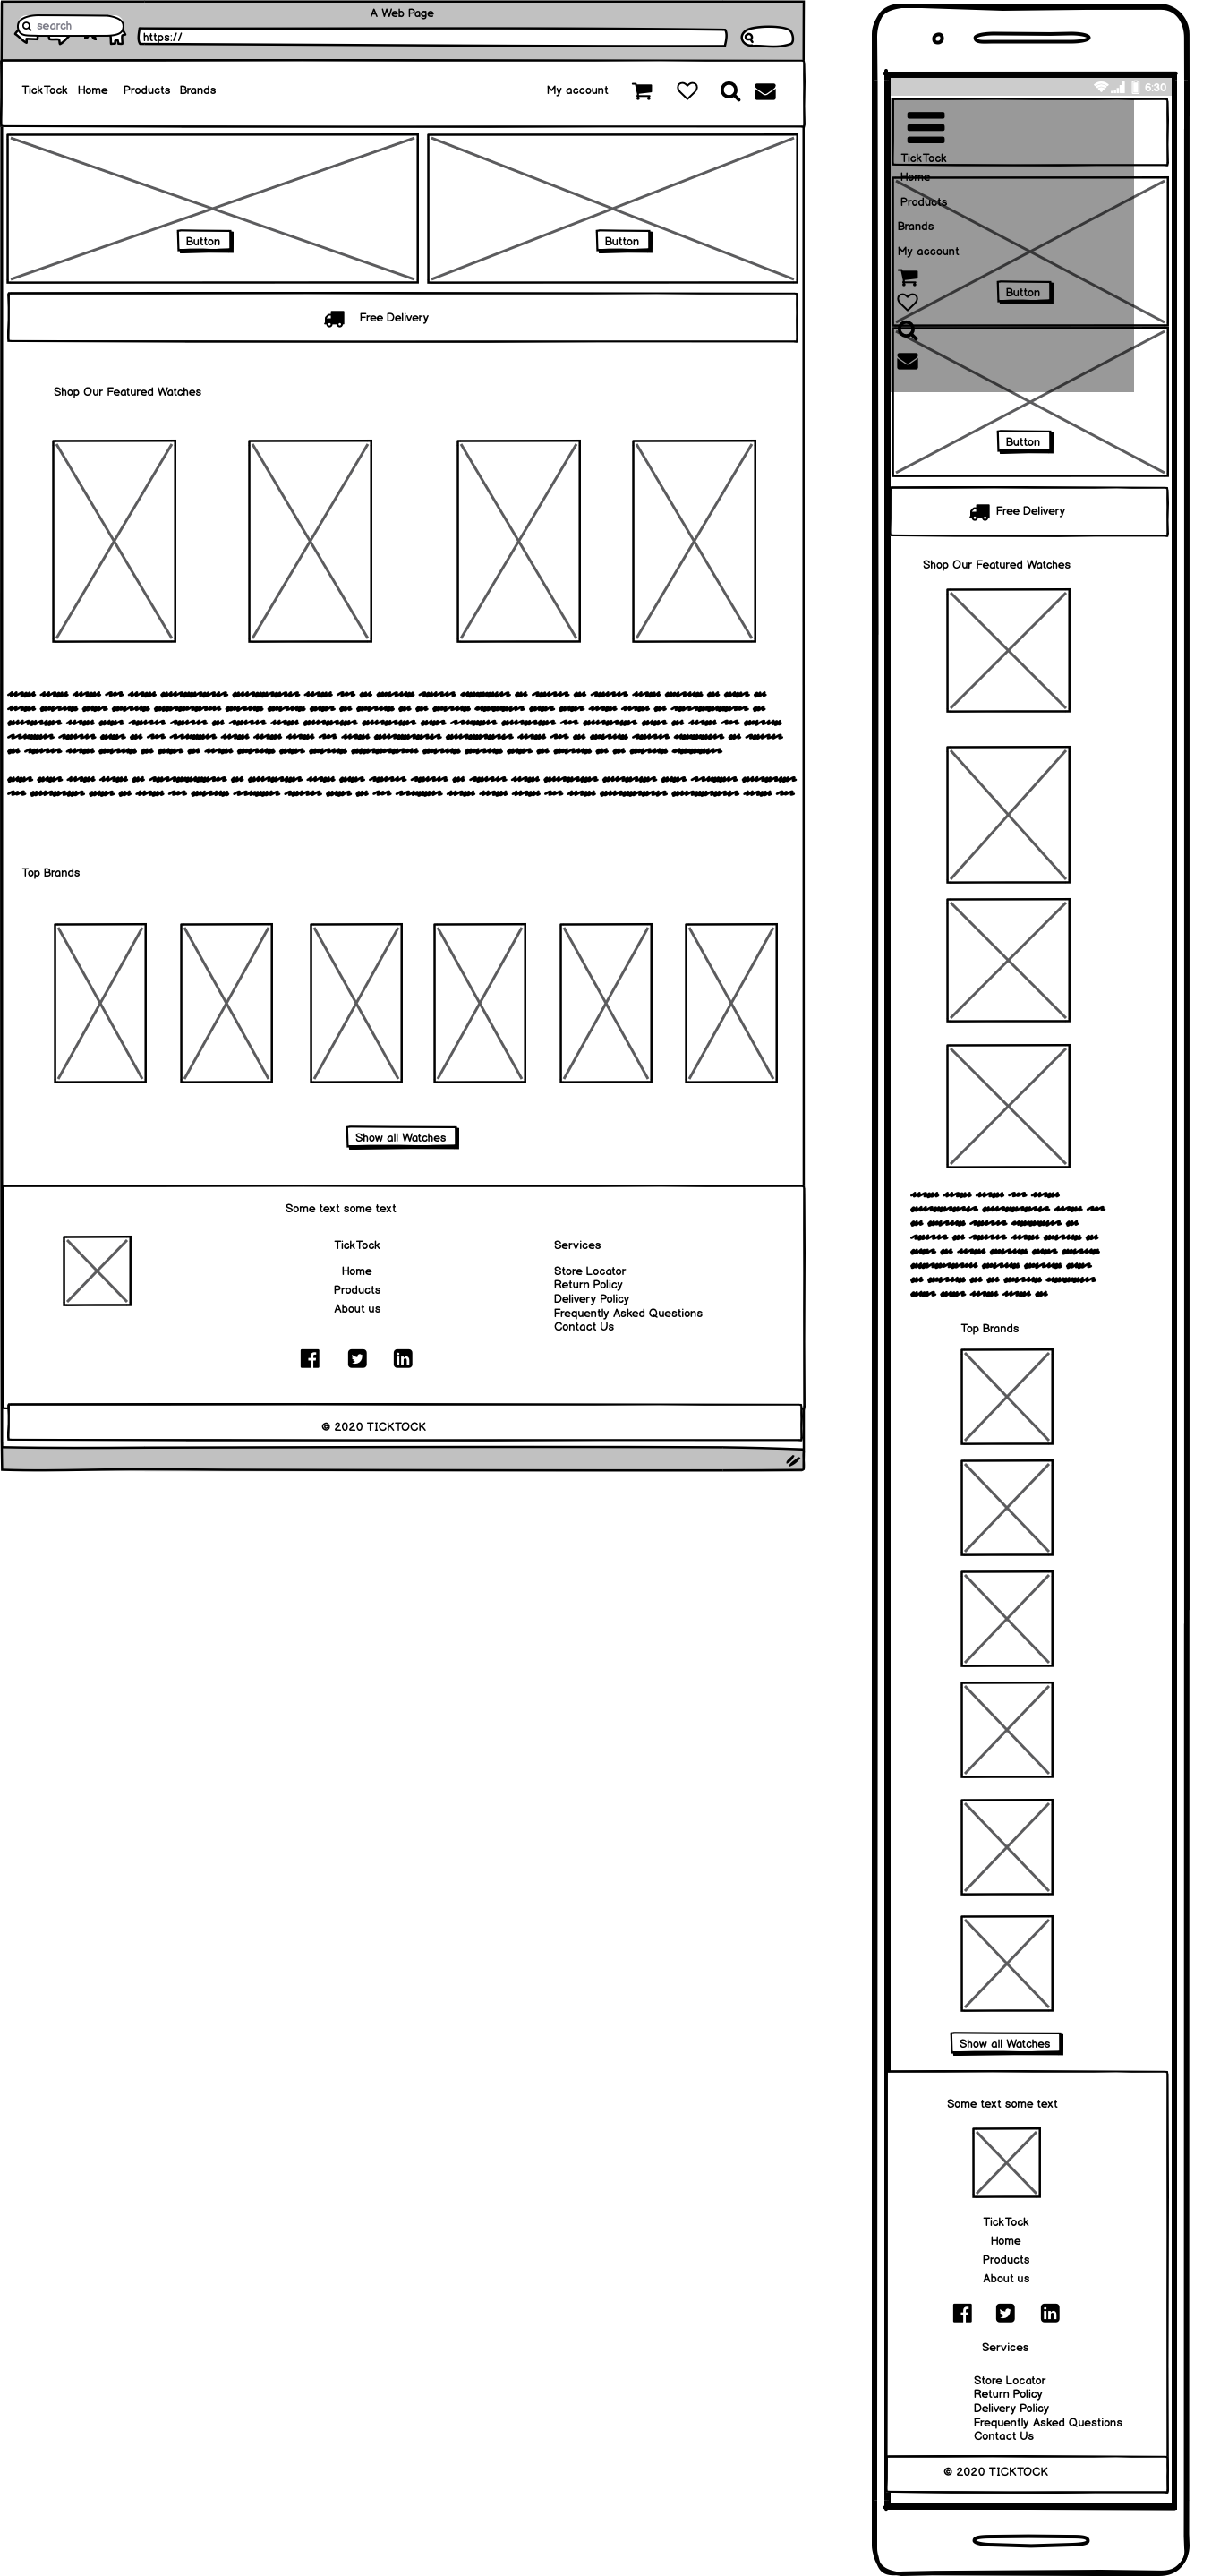 A Web Page
search
https://
TickTock Home Products Brands My account
Button Button
Free Delivery
Shop Our Featured Watches
Top Brands
Show all Watches
Some text some text
TickTock
Home
Products
About us
Services
Store Locator
Return Policy
Delivery Policy
Frequently Asked Questions
Contact Us
© 2020 TICKTOCK
6:30
TickTock
Home
Products
Brands
My account
Button
Button
Free Delivery
Shop Our Featured Watches
Top Brands
Show all Watches
Some text some text
TickTock
Home
Products
About us
Services
Store Locator
Return Policy
Delivery Policy
Frequently Asked Questions
Contact Us
© 2020 TICKTOCK